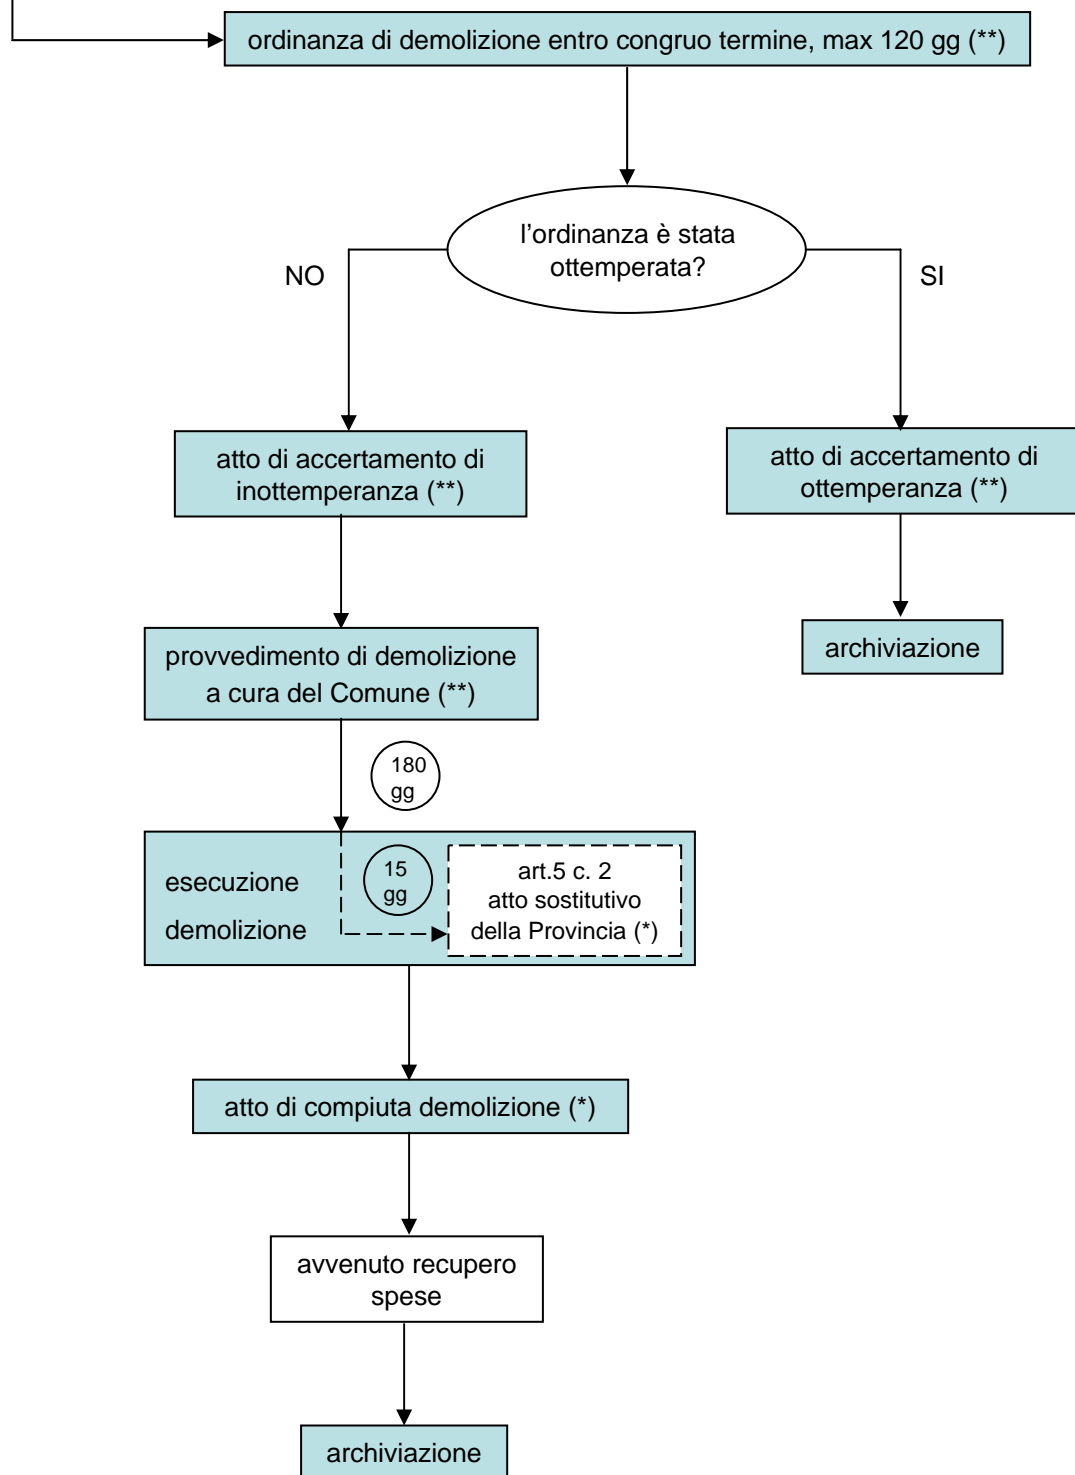 ordinanza di demolizione entro congruo termine, max 120 gg (**)
l'ordinanza è stata
ottemperata?
NO
SI
atto di accertamento di
inottemperanza (**)
atto di accertamento di
ottemperanza (**)
provvedimento di demolizione
a cura del Comune (**)
archiviazione
180
gg
esecuzione
demolizione
15
gg
art.5 c. 2
atto sostitutivo
della Provincia (*)
atto di compiuta demolizione (*)
avvenuto recupero
spese
archiviazione